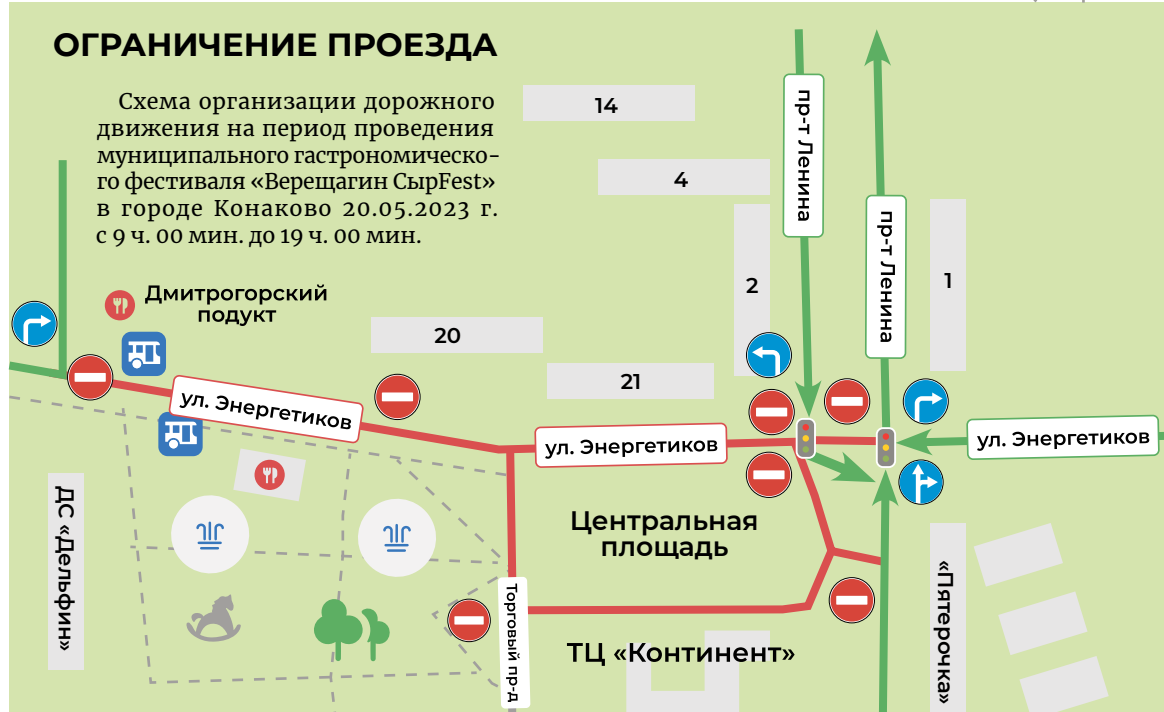 ОГРАНИЧЕНИЕ ПРОЕЗДА
Схема организации дорожного
движения на период проведения
муниципального гастрономическо-
го фестиваля «Верещагин СырFest»
в городе Конаково 20.05.2023 г.
с 9 ч. 00 мин. до 19 ч. 00 мин.
14
4
2
1
пр-т Ленина
пр-т Ленина
Дмитрогорский
подукт
20
21
ул. Энергетиков
ул. Энергетиков
ул. Энергетиков
ДС «Дельфин»
Центральная
площадь
Торговый пр-д
ТЦ «Континент»
«Пятерочка»